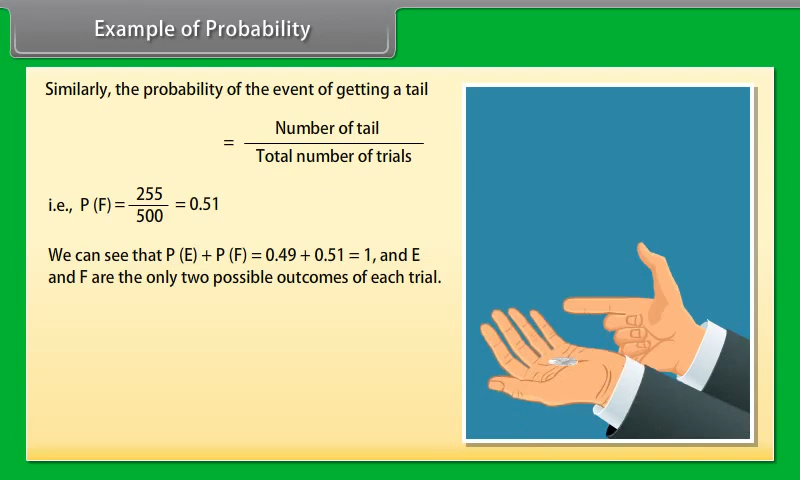 Example of Probability
Similarly, the probability of the event of getting a tail
= Number of tail / Total number of trials
i.e., P (F) = 255/500 = 0.51
We can see that P (E) + P (F) = 0.49 + 0.51 = 1, and E
and F are the only two possible outcomes of each trial.